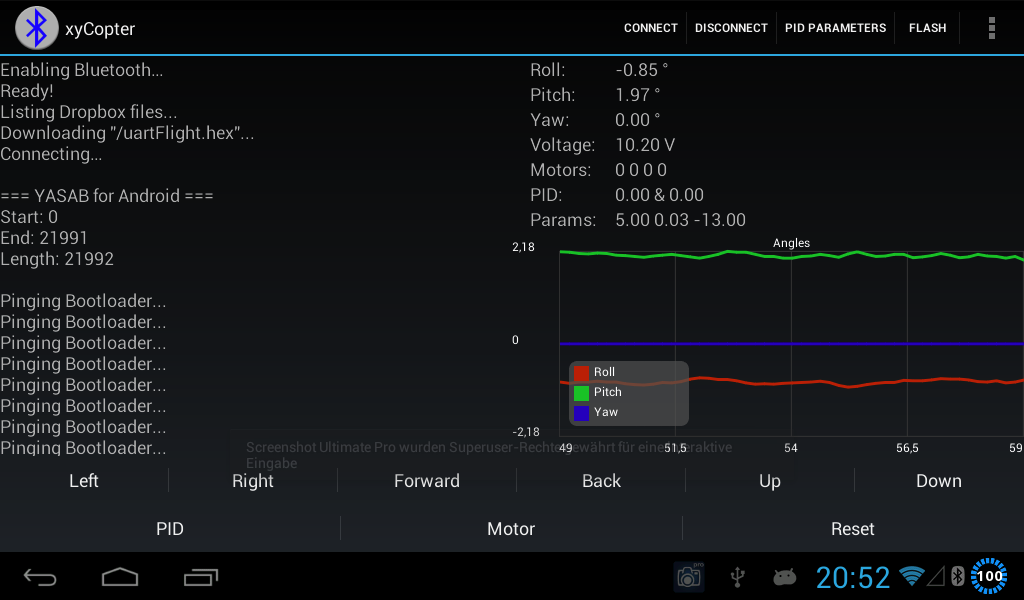 xyCopter
CONNECT
DISCONNECT
PID PARAMETERS
FLASH
Enabling Bluetooth...
Ready!
Listing Dropbox files...
Downloading "/uartFlight.hex"...
Connecting...
=== YASAB for Android ===
Start: 0
End: 21991
Length: 21992
Pinging Bootloader...
Pinging Bootloader...
Pinging Bootloader...
Pinging Bootloader...
Pinging Bootloader...
Pinging Bootloader...
Pinging Bootloader...
Pinging Bootloader...
Roll: -0.85 °
Pitch: 1.97 °
Yaw: 0.00 °
Voltage: 10.20 V
Motors: 0 0 0 0
PID: 0.00 & 0.00
Params: 5.00 0.03 -13.00
Angles
2,18
0
-2,18
Roll
Pitch
Yaw
49 51,5 54 56,5 59
Screenshot Ultimate Pro wurden Superuser-Rechte gewährt für eine interaktive
Eingabe
Left Right Forward Back Up Down
PID Motor Reset
pro
20:52
100